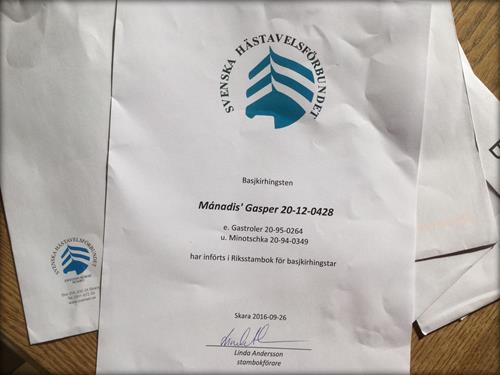 SVENSKA HÄSTAVELSFÖRBUNDET
Basjkirhingsten
Månadis' Gasper 20-12-0428
e. Gastroler 20-95-0264
u. Minotschka 20-94-0349
har införts i Riksstambok för basjkirhingstar
Skara 2016-09-26
Linda Andersson
stambokförare
SVENSKA HÄSTAVELSFÖRBUNDET